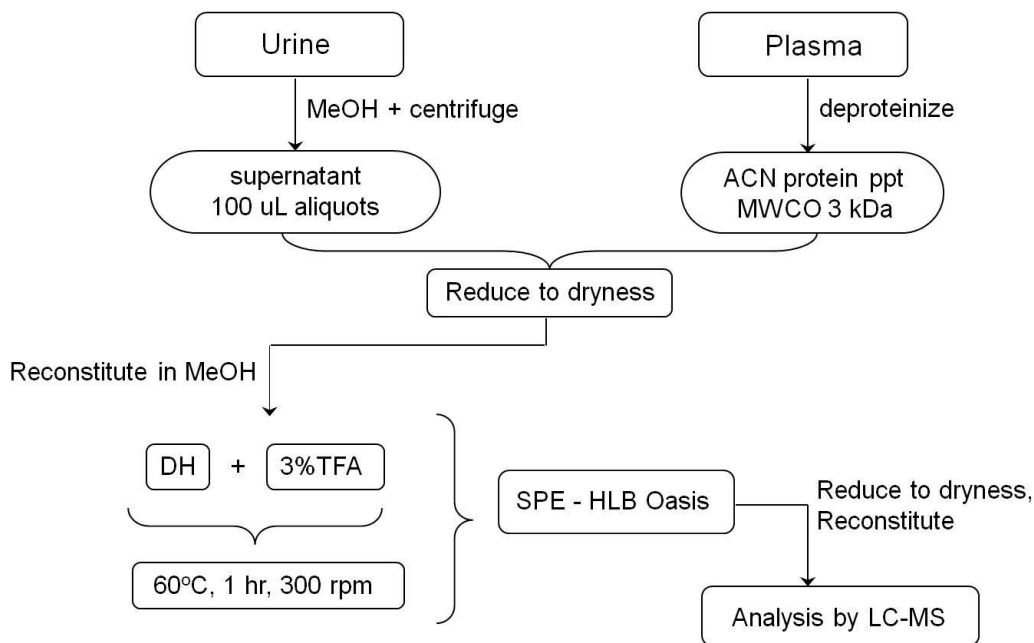 Urine
Plasma
MeOH + centrifuge
deproteinize
supernatant
100 uL aliquots
ACN protein ppt
MWCO 3 kDa
Reduce to dryness
Reconstitute in MeOH
DH + 3%TFA
60°C, 1 hr, 300 rpm
SPE - HLB Oasis
Reduce to dryness,
Reconstitute
Analysis by LC-MS